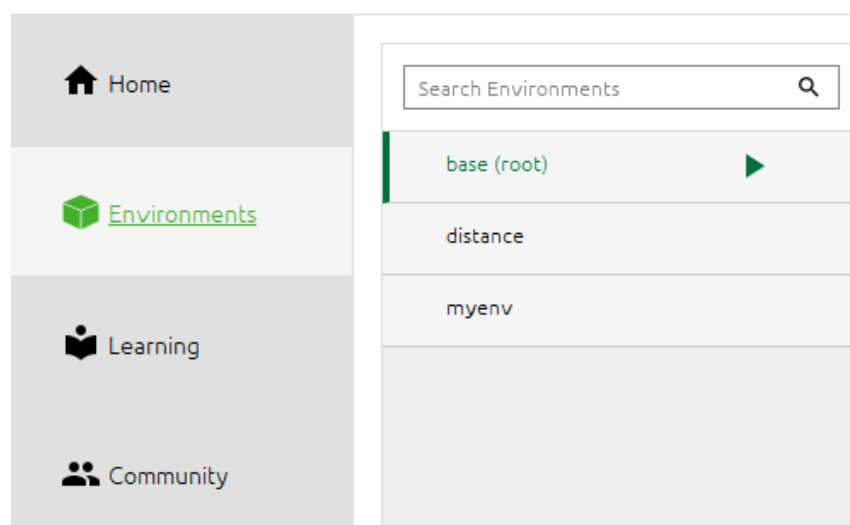 Home
Environments
Learning
Community
Search Environments
base (root)
distance
myenv